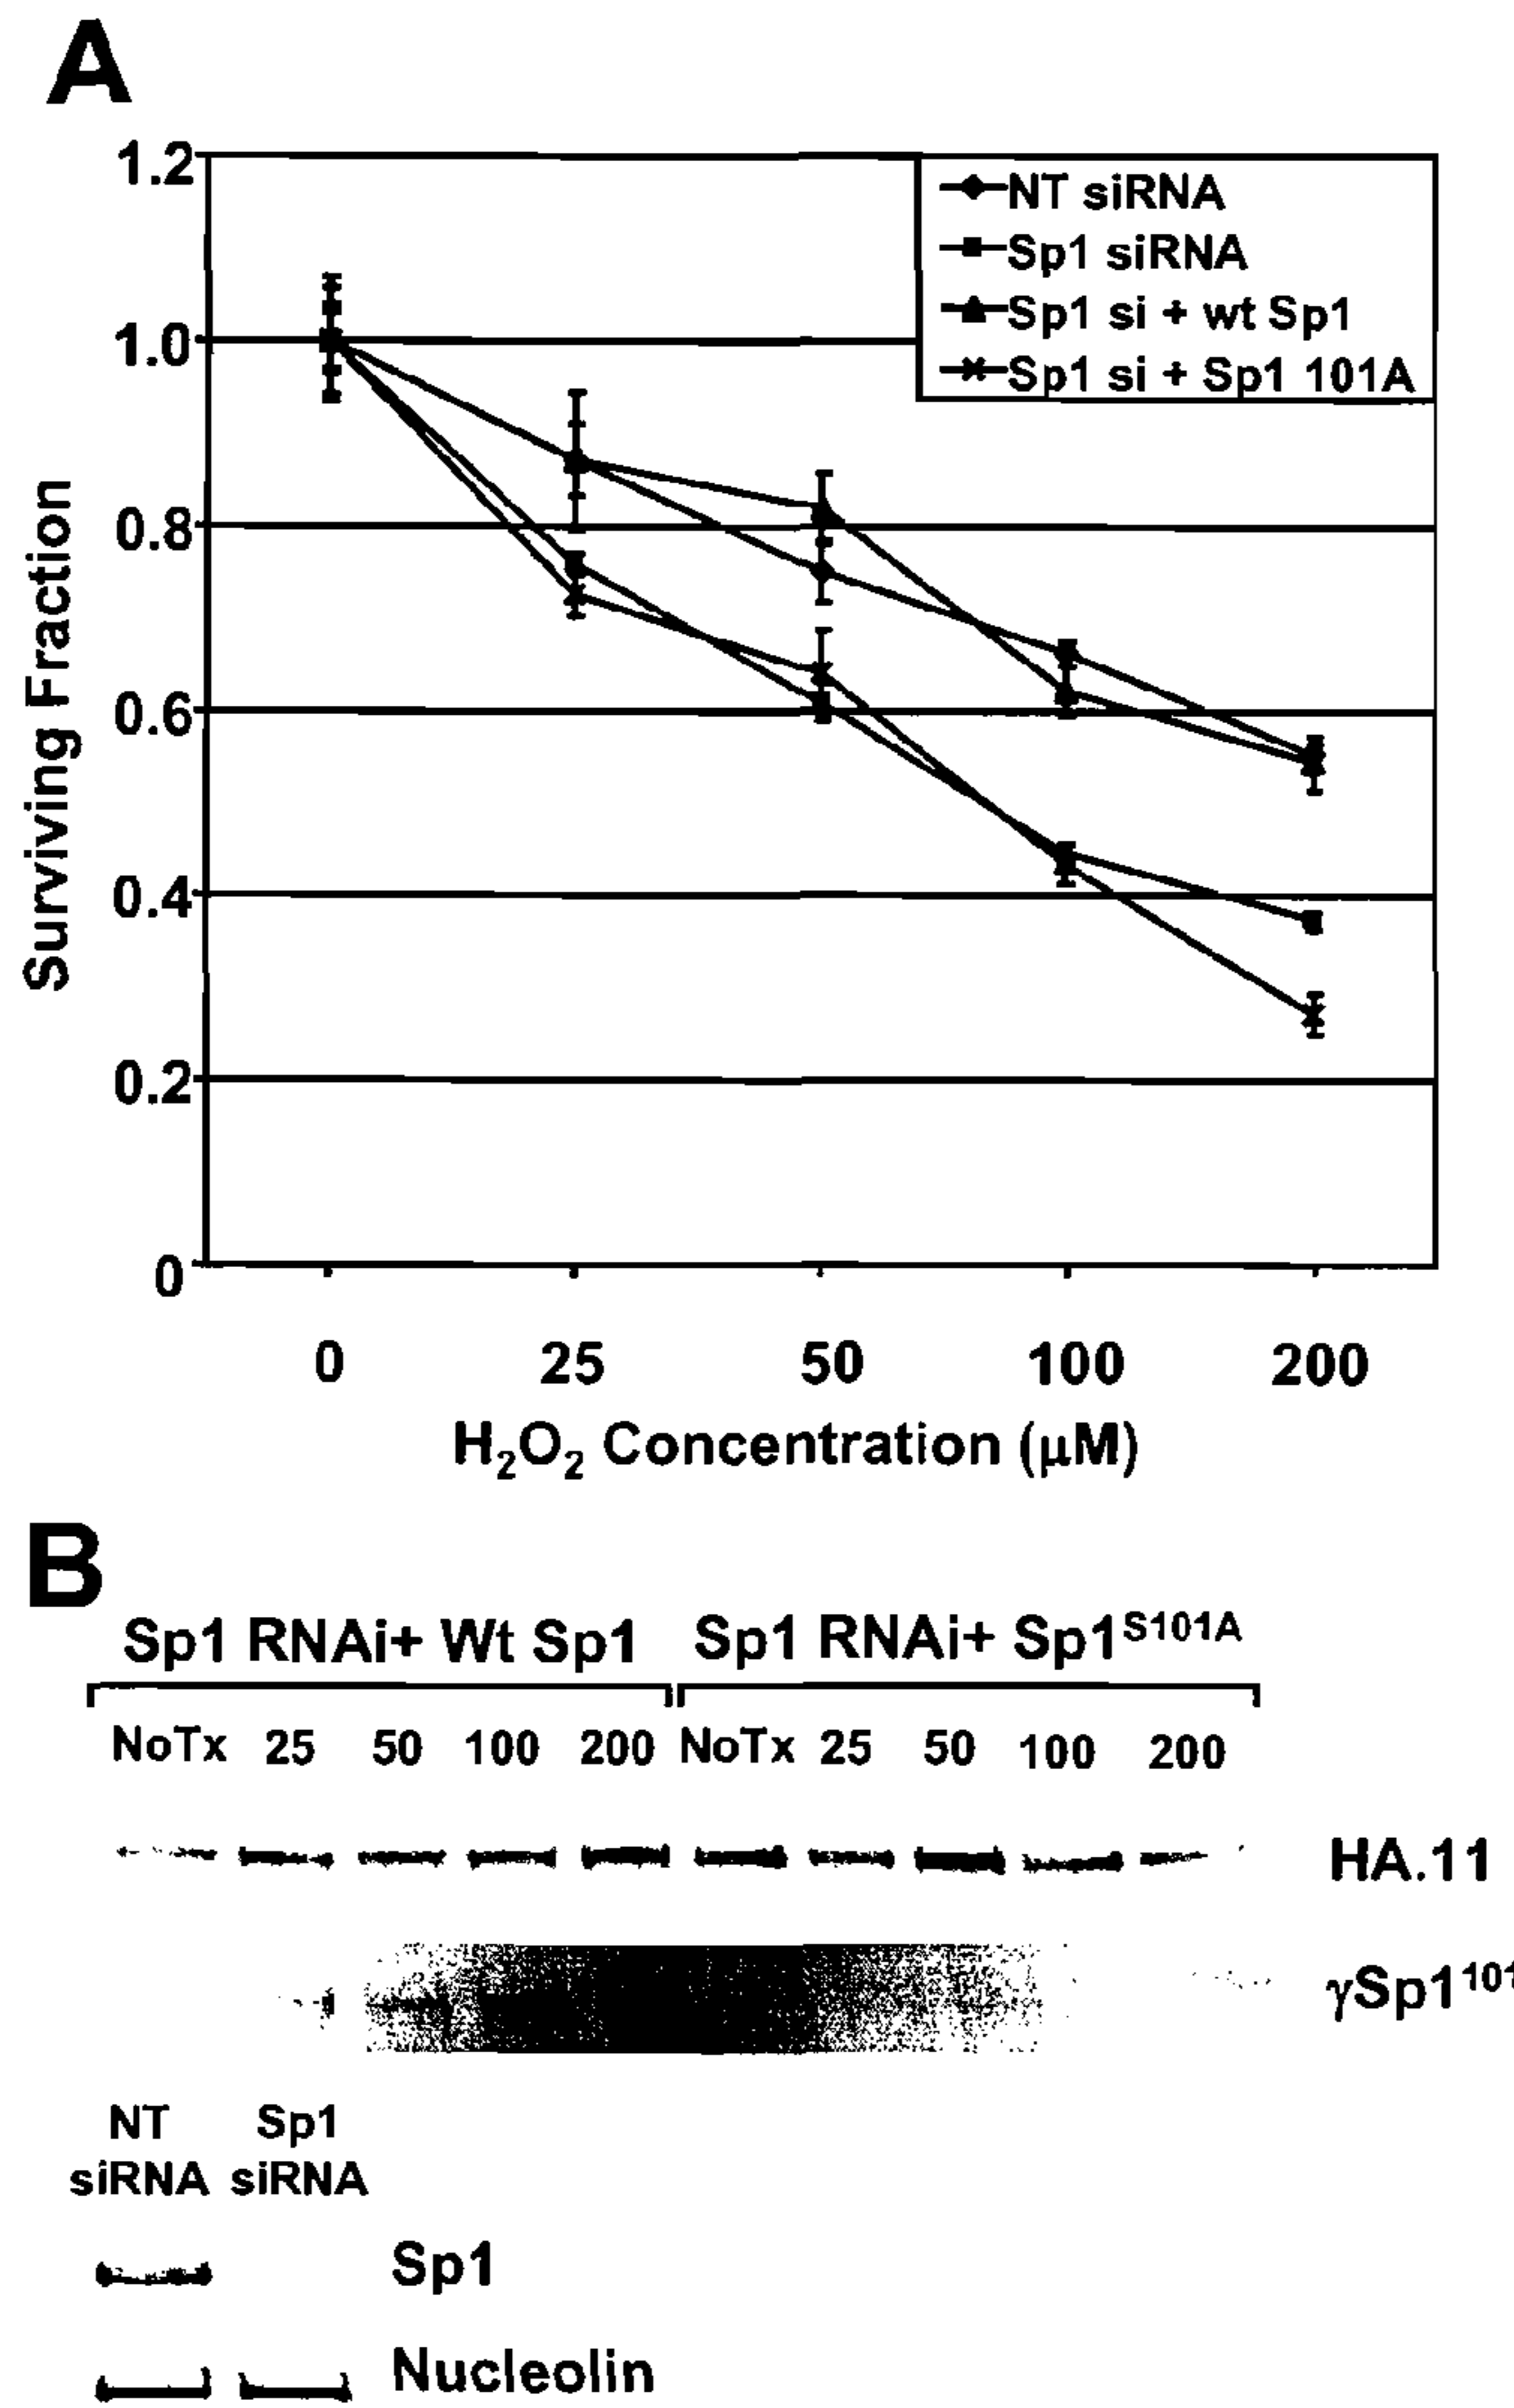 A
1.2
1.0
0.8
0.6
0.4
0.2
0
Surviving Fraction
NT siRNA
Sp1 siRNA
Sp1 si + wt Sp1
Sp1 si + Sp1 101A
0 25 50 100 200
H₂O₂ Concentration (μM)
B
Sp1 RNAi+ Wt Sp1 Sp1 RNAi+ Sp1ˢ¹⁰¹ᴬ
NoTx 25 50 100 200 NoTx 25 50 100 200
HA.11
γSp1¹⁰¹
NT Sp1
siRNA siRNA
Sp1
Nucleolin